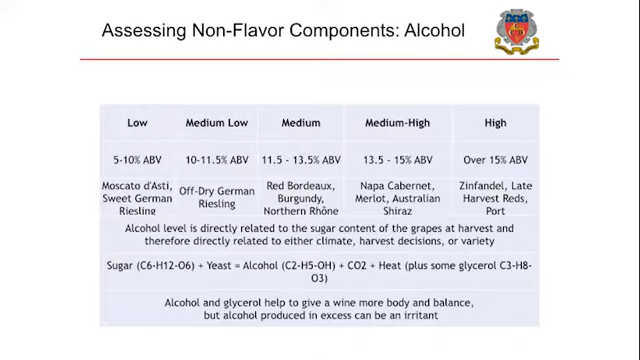 Assessing Non-Flavor Components: Alcohol
Low Medium Low Medium Medium-High High
5-10% ABV 10-11.5% ABV 11.5 - 13.5% ABV 13.5 - 15% ABV Over 15% ABV
Moscato d'Asti, Sweet German Riesling
Off-Dry German Riesling
Red Bordeaux, Burgundy, Northern Rhône
Napa Cabernet, Merlot, Australian Shiraz
Zinfandel, Late Harvest Reds, Port
Alcohol level is directly related to the sugar content of the grapes at harvest and
therefore directly related to either climate, harvest decisions, or variety
Sugar (C6-H12-O6) + Yeast = Alcohol (C2-H5-OH) + CO2 + Heat (plus some glycerol C3-H8-
O3)
Alcohol and glycerol help to give a wine more body and balance,
but alcohol produced in excess can be an irritant